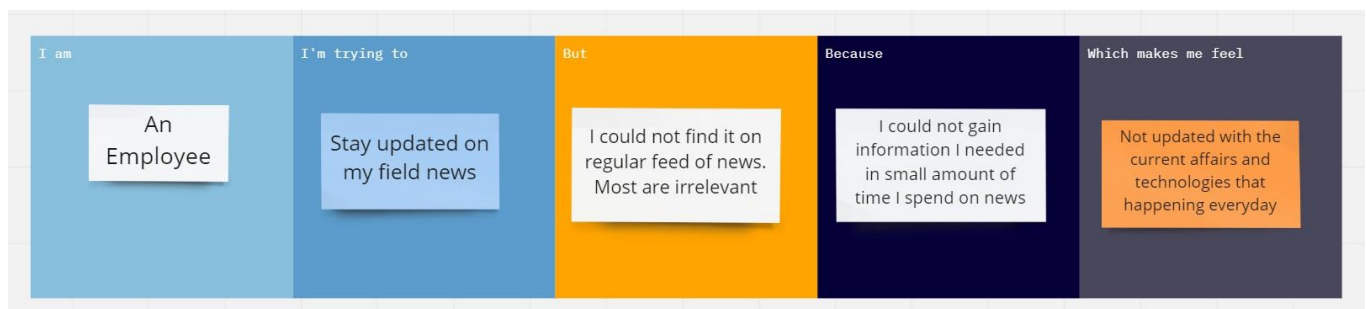 I am
An
Employee
I'm trying to
Stay updated on
my field news
But
I could not find it on
regular feed of news.
Most are irrelevant
Because
I could not gain
information I needed
in small amount of
time I spend on news
Which makes me feel
Not updated with the
current affairs and
technologies that
happening everyday